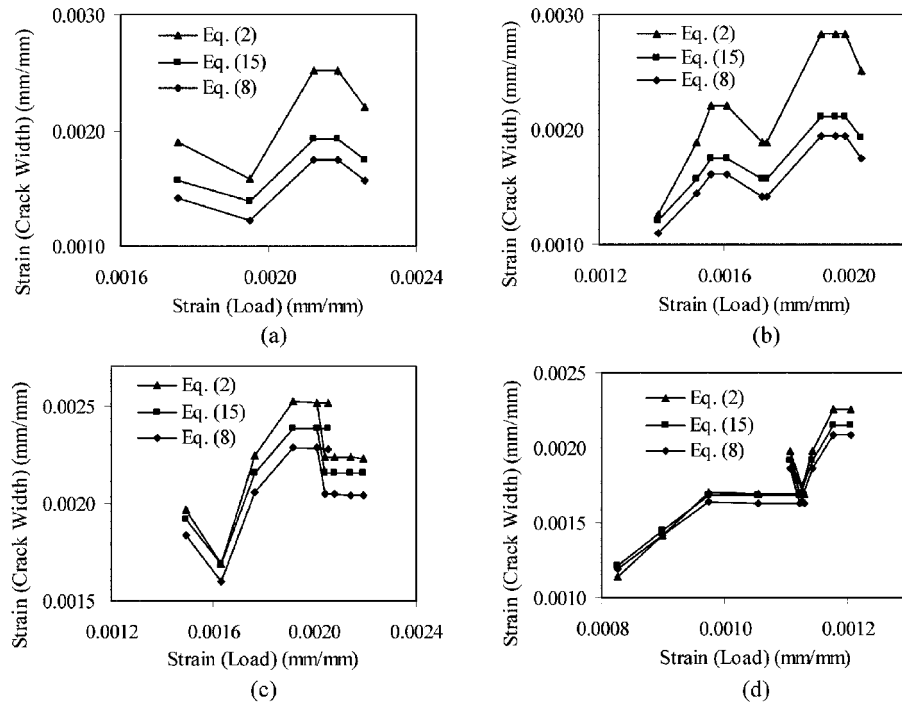 0.0030
0.0020
0.0010
Strain (Crack Width) (mm/mm)
Eq. (2)
Eq. (15)
Eq. (8)
0.0016 0.0020 0.0024
Strain (Load) (mm/mm)
(a)
0.0030
0.0020
0.0010
Strain (Crack Width) (mm/mm)
Eq. (2)
Eq. (15)
Eq. (8)
0.0012 0.0016 0.0020
Strain (Load) (mm/mm)
(b)
0.0025
0.0020
0.0015
Strain (Crack Width) (mm/mm)
Eq. (2)
Eq. (15)
Eq. (8)
0.0012 0.0016 0.0020 0.0024
Strain (Load) (mm/mm)
(c)
0.0025
0.0020
0.0015
0.0010
Strain (Crack Width) (mm/mm)
Eq. (2)
Eq. (15)
Eq. (8)
0.0008 0.0010 0.0012
Strain (Load) (mm/mm)
(d)